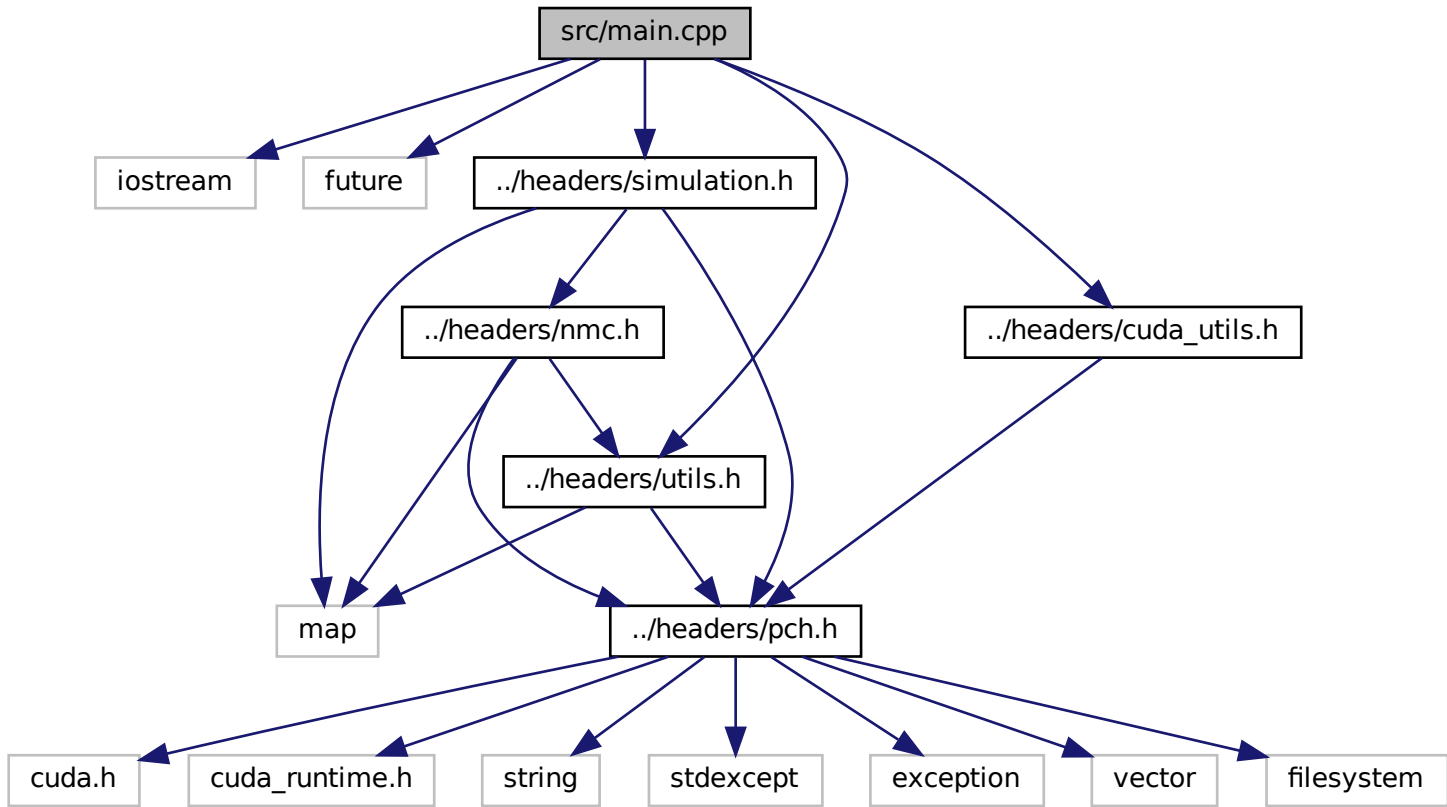 src/main.cpp
iostream
future
../headers/simulation.h
../headers/nmc.h
../headers/cuda_utils.h
../headers/utils.h
map
../headers/pch.h
cuda.h
cuda_runtime.h
string
stdexcept
exception
vector
filesystem